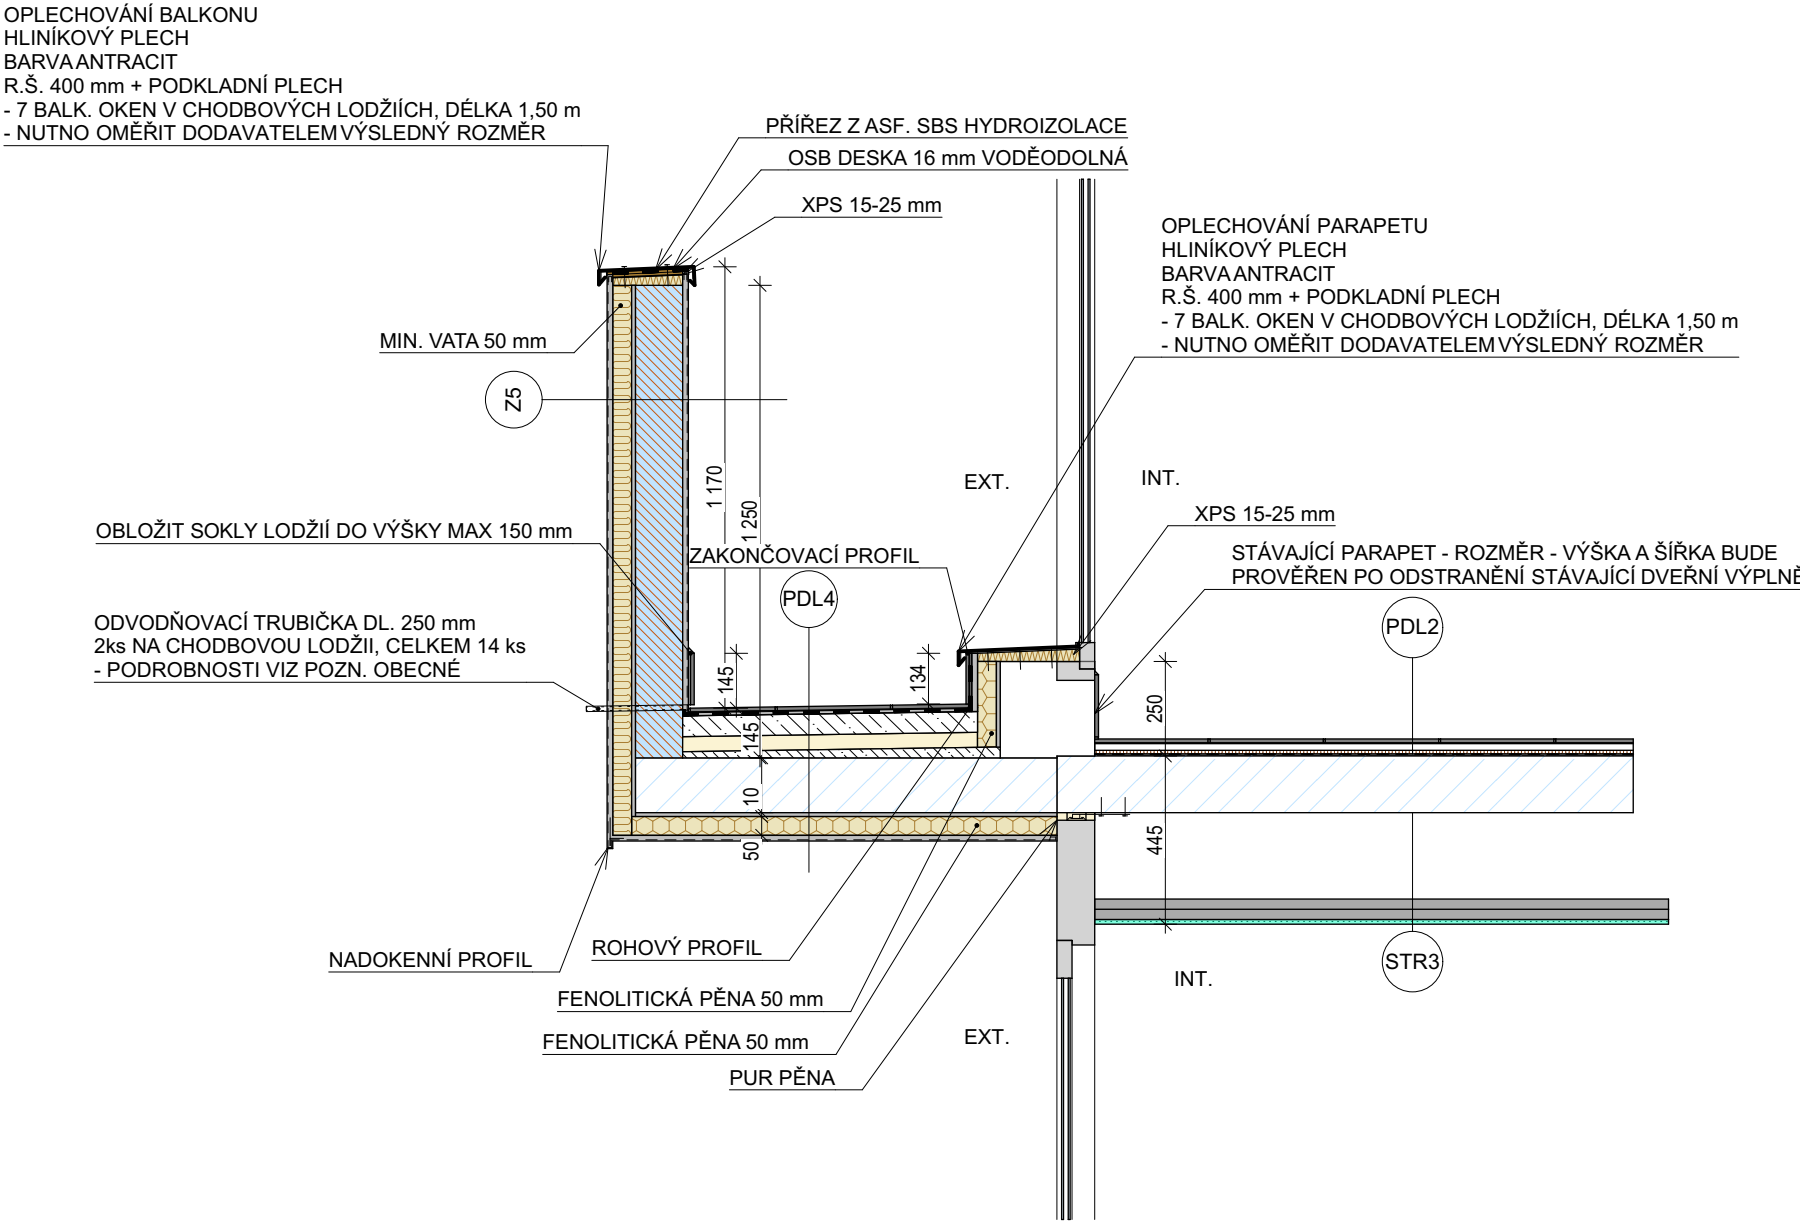 OPLECHOVÁNÍ BALKONU
HLINÍKOVÝ PLECH
BARVA ANTRACIT
R.Š. 400 mm + PODKLADNÍ PLECH
- 7 BALK. OKEN V CHODBOVÝCH LODŽIÍCH, DÉLKA 1,50 m
- NUTNO OMĚŘIT DODAVATELEM VÝSLEDNÝ ROZMĚR
PŘÍŘEZ Z ASF. SBS HYDROIZOLACE
OSB DESKA 16 mm VODĚODOLNÁ
XPS 15-25 mm
OPLECHOVÁNÍ PARAPETU
HLINÍKOVÝ PLECH
BARVA ANTRACIT
R.Š. 400 mm + PODKLADNÍ PLECH
- 7 BALK. OKEN V CHODBOVÝCH LODŽIÍCH, DÉLKA 1,50 m
- NUTNO OMĚŘIT DODAVATELEM VÝSLEDNÝ ROZMĚR
MIN. VATA 50 mm
Z5
1 170
1 250
EXT.
INT.
XPS 15-25 mm
OBLOŽIT SOKLY LODŽIÍ DO VÝŠKY MAX 150 mm
ZAKONČOVACÍ PROFIL
STÁVAJÍCÍ PARAPET - ROZMĚR - VÝŠKA A ŠÍŘKA BUDE
PROVĚŘEN PO ODSTRANĚNÍ STÁVAJÍCÍ DVEŘNÍ VÝPLNĚ
PDL4
PDL2
ODVODŇOVACÍ TRUBIČKA DL. 250 mm
2ks NA CHODBOVOU LODŽII, CELKEM 14 ks
- PODROBNOSTI VIZ POZN. OBECNÉ
145
134
250
145
10
50
445
NADOKENNÍ PROFIL
ROHOVÝ PROFIL
STR3
INT.
FENOLITICKÁ PĚNA 50 mm
FENOLITICKÁ PĚNA 50 mm
EXT.
PUR PĚNA